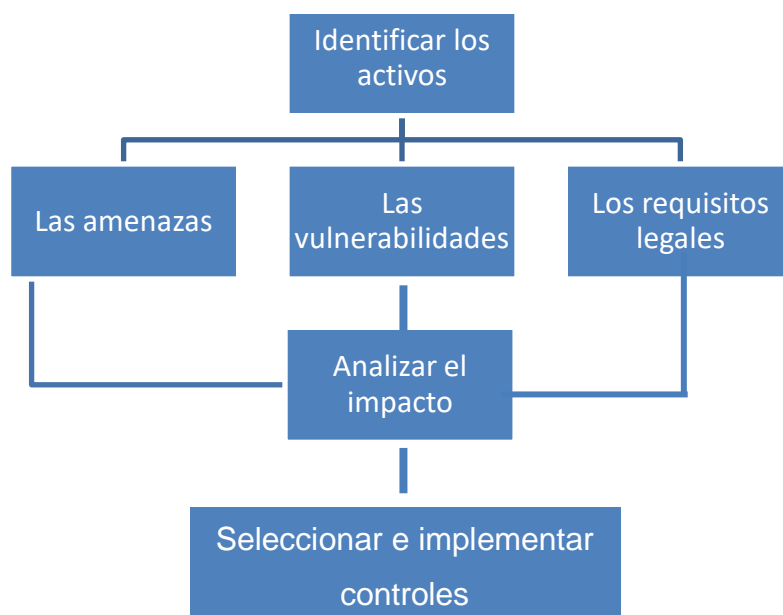 Identificar los
activos
Las amenazas
Las
vulnerabilidades
Los requisitos
legales
Analizar el
impacto
Seleccionar e implementar
controles